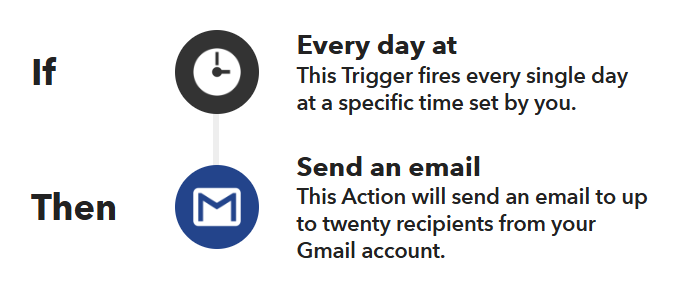 If
Every day at
This Trigger fires every single day
at a specific time set by you.
Then
Send an email
This Action will send an email to up
to twenty recipients from your
Gmail account.